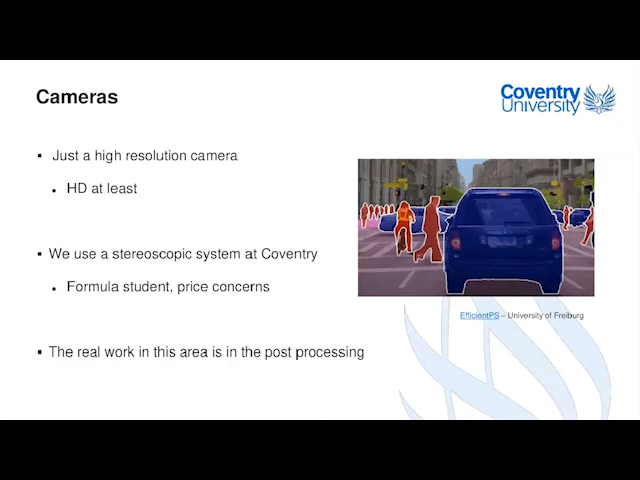 Cameras
Coventry
University
▪ Just a high resolution camera
• HD at least
▪ We use a stereoscopic system at Coventry
• Formula student, price concerns
EfficientPS – University of Freiburg
▪ The real work in this area is in the post processing